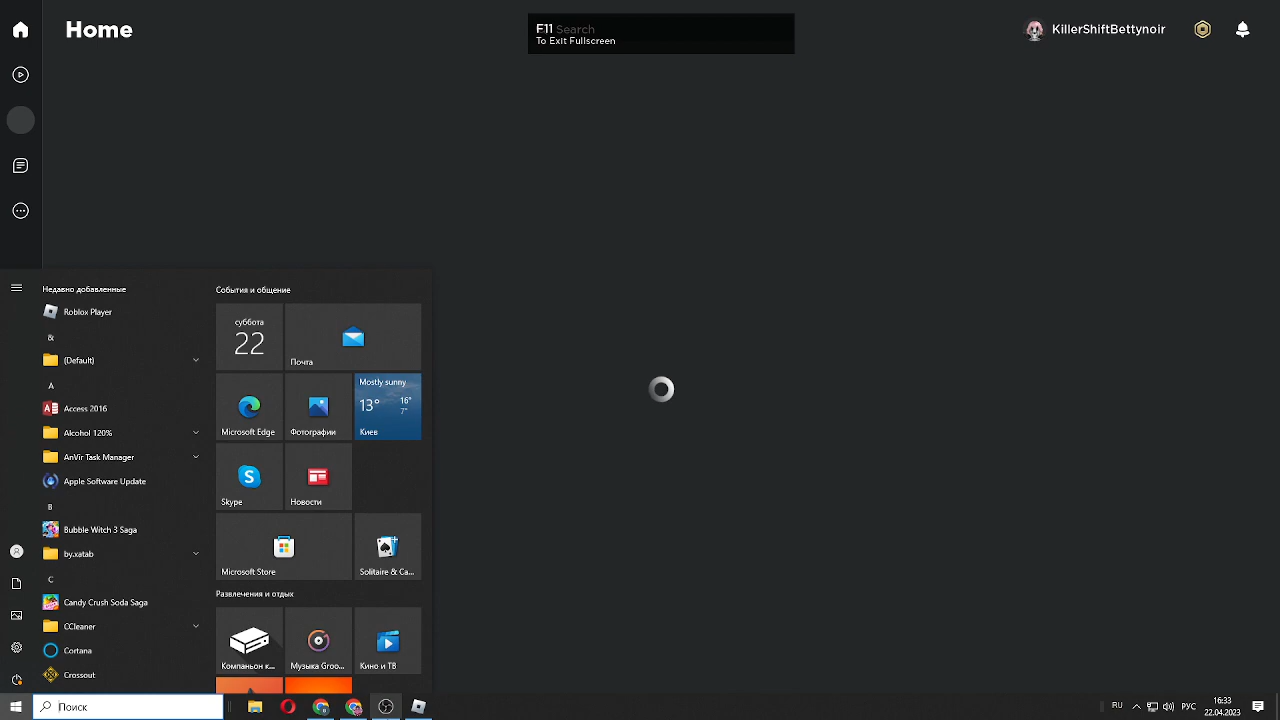 Home
F11 Search
To Exit Fullscreen
KillerShiftBettynoir
Недавно добавленные
Roblox Player
&
(Default)
A
Access 2016
Alcohol 120%
AnVir Task Manager
Apple Software Update
B
Bubble Witch 3 Saga
by.xatab
C
Candy Crush Soda Saga
CCleaner
Cortana
Crossout
События и общение
суббота
22
Почта
Microsoft Edge
Фотографии
Mostly sunny
13° 16°
7°
Киев
Skype
Новости
Microsoft Store
Solitaire & Ca...
Развлечения и отдых
Компаньон к...
Музыка Groo...
Кино и ТВ
Поиск
RU
РУС
16:33
22.04.2023